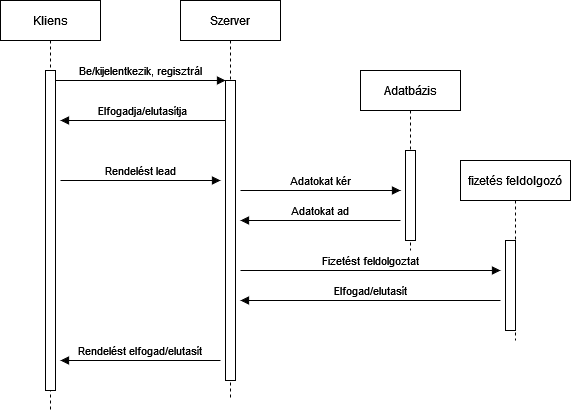 Kliens
Szerver
Be/kijelentkezik, regisztrál
Adatbázis
Elfogadja/elutasítja
Rendelést lead
Adatokat kér
fizetés feldolgozó
Adatokat ad
Fizetést feldolgoztat
Elfogad/elutasít
Rendelést elfogad/elutasít